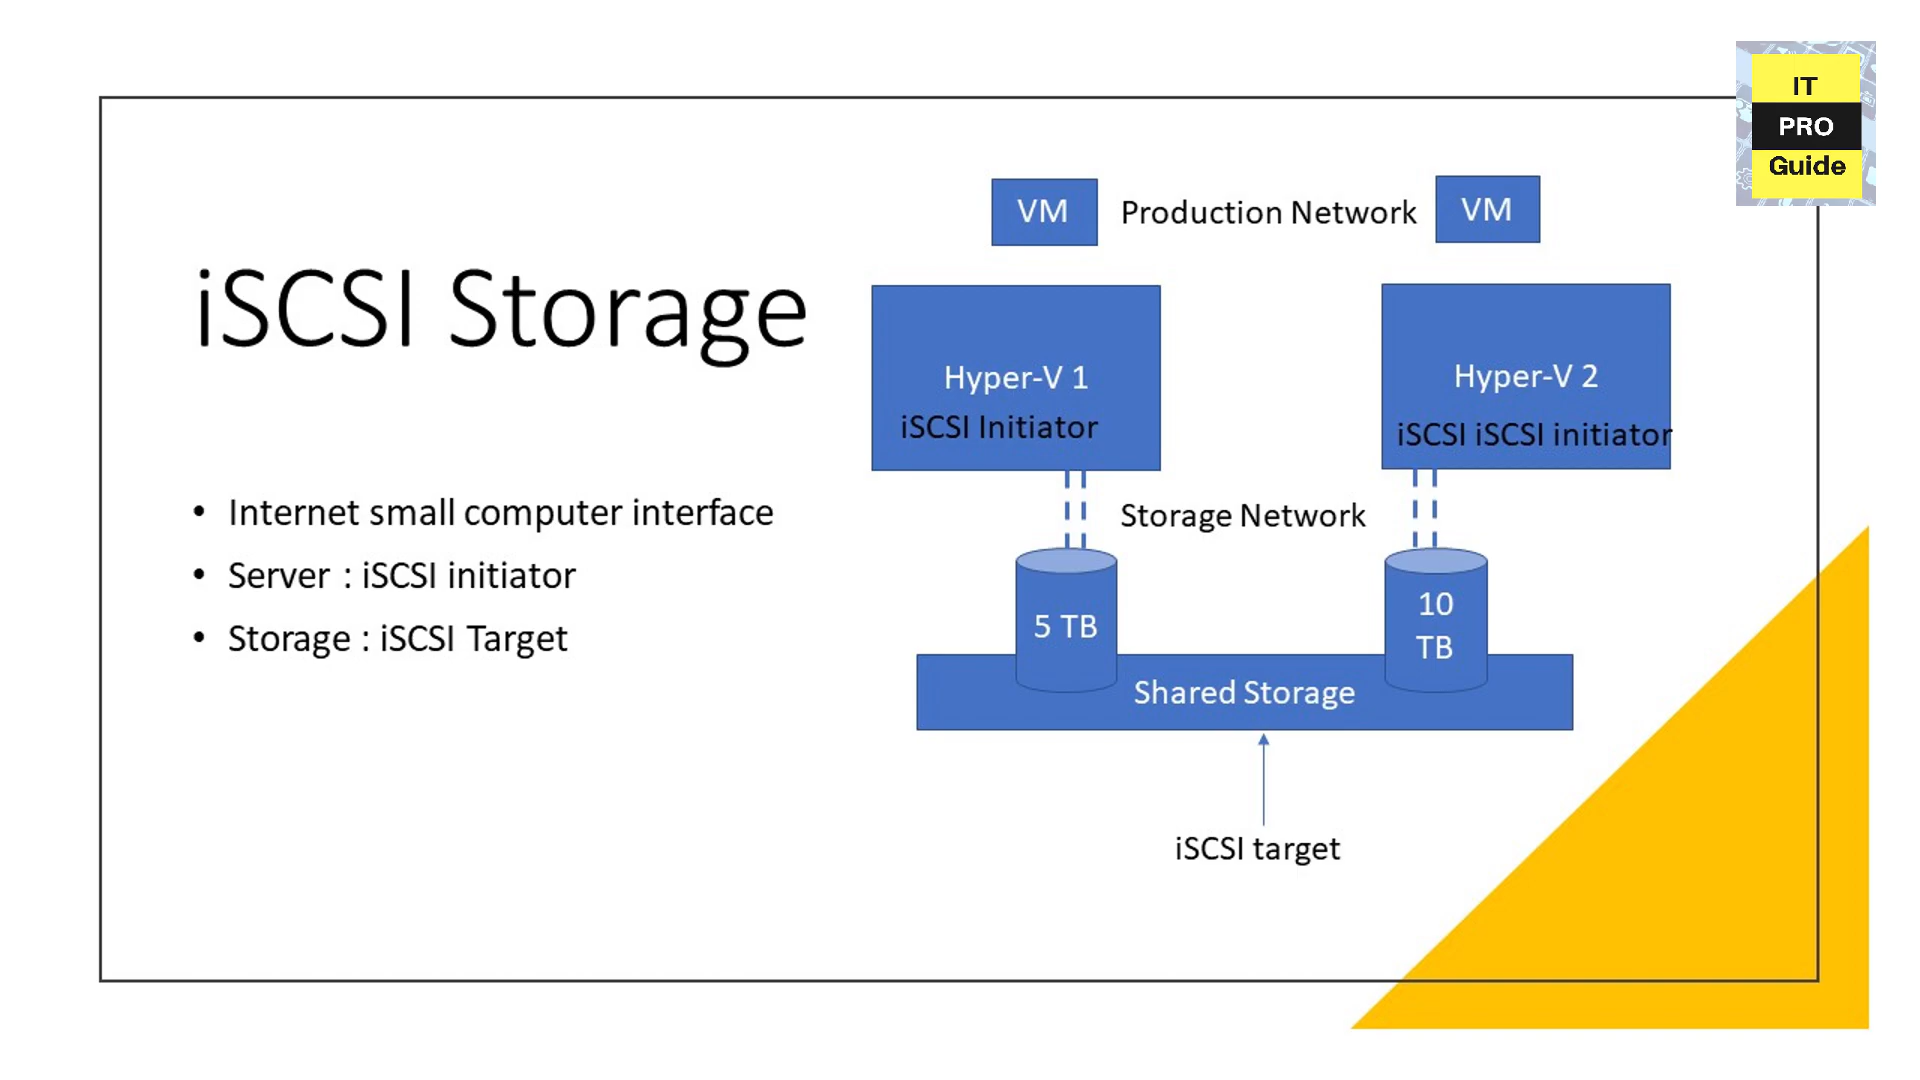 IT
PRO
Guide
iSCSI Storage
• Internet small computer interface
• Server : iSCSI initiator
• Storage : iSCSI Target
VM
Production Network
VM
Hyper-V 1
iSCSI Initiator
Hyper-V 2
iSCSI iSCSI initiator
Storage Network
5 TB
10
TB
Shared Storage
iSCSI target